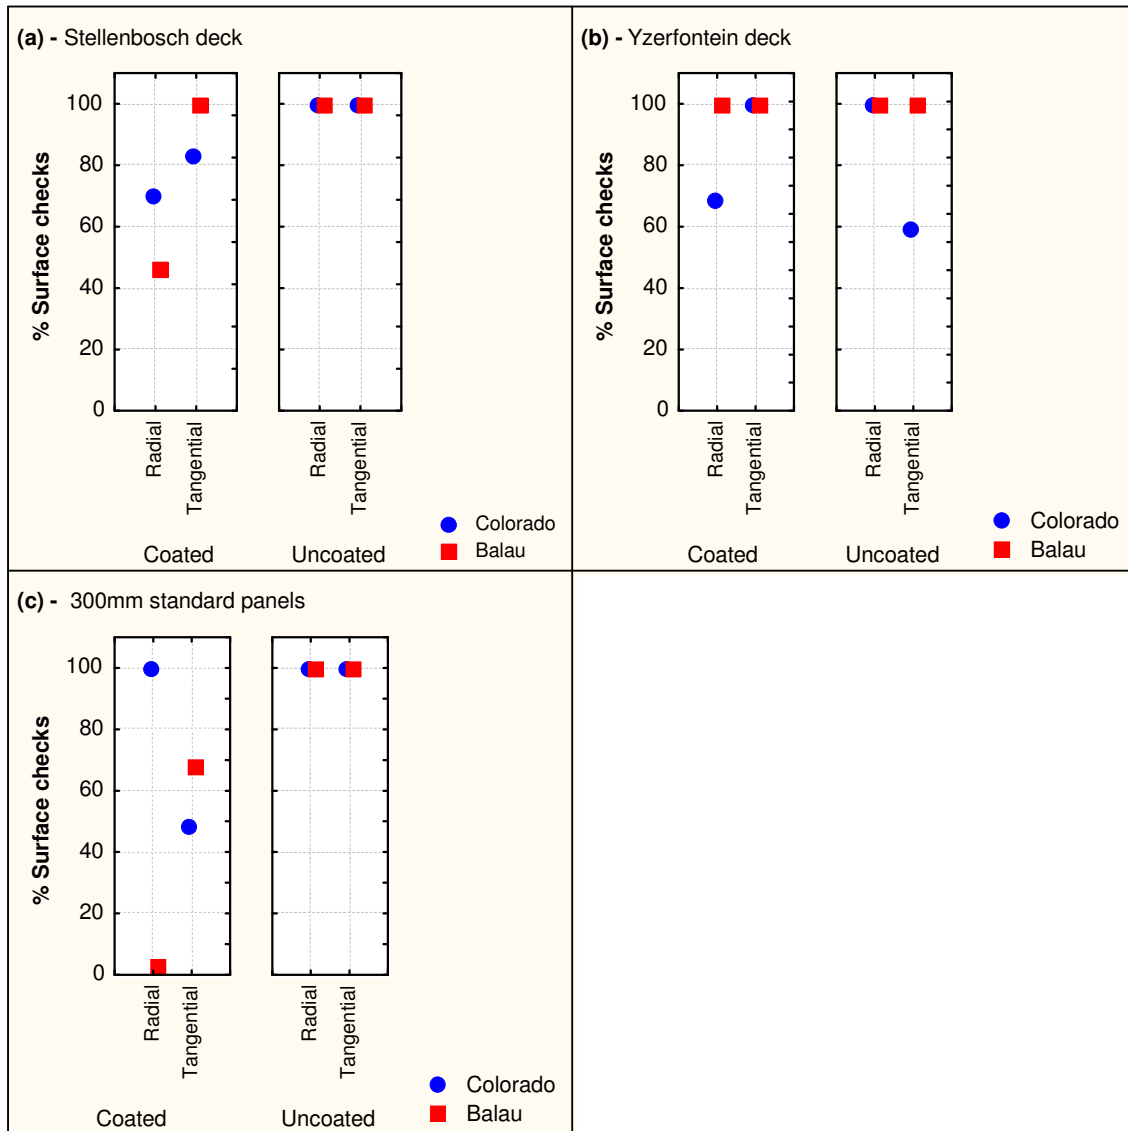 (a) - Stellenbosch deck
% Surface checks
100
80
60
40
20
0
Radial
Tangential
Radial
Tangential
Coated
Uncoated
Colorado
Balau
(b) - Yzerfontein deck
% Surface checks
100
80
60
40
20
0
Radial
Tangential
Radial
Tangential
Coated
Uncoated
Colorado
Balau
(c) - 300mm standard panels
% Surface checks
100
80
60
40
20
0
Radial
Tangential
Radial
Tangential
Coated
Uncoated
Colorado
Balau